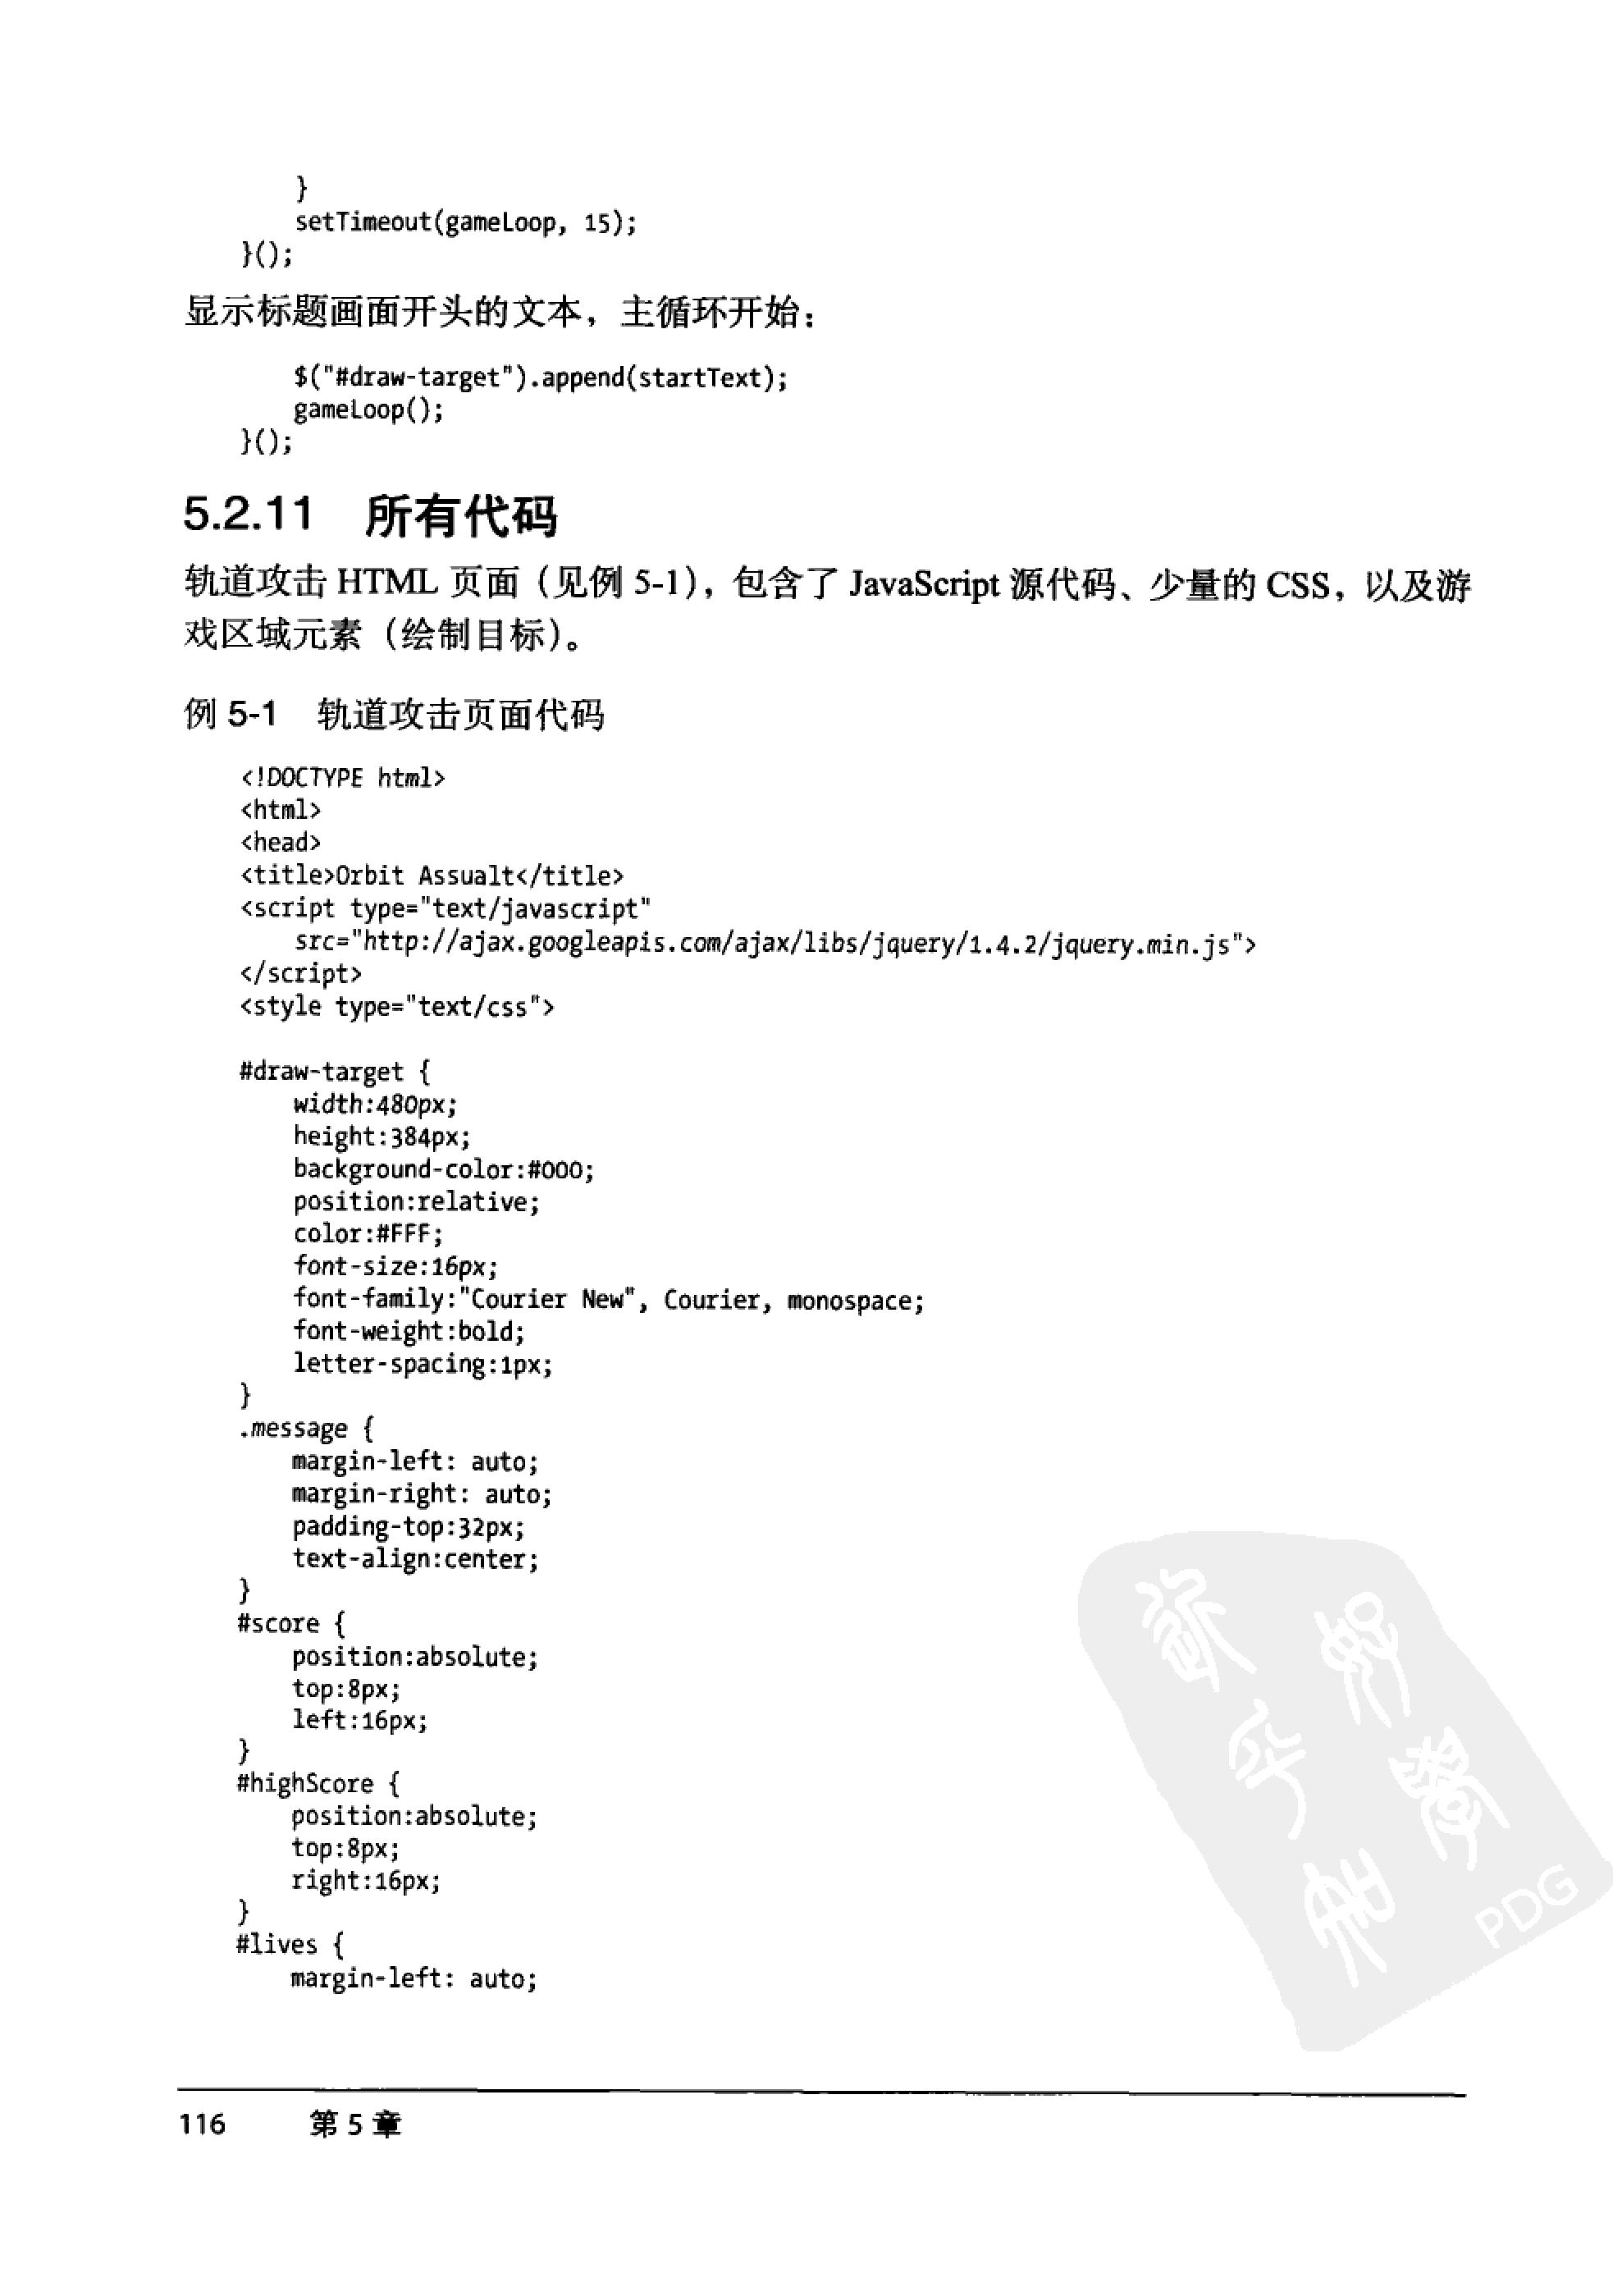 }
    setTimeout(gameLoop, 15);
}();
显示标题画面开头的文本，主循环开始：
    $("#draw-target").append(startText);
    gameLoop();
}();
5.2.11 所有代码
轨道攻击 HTML 页面（见例 5-1），包含了 JavaScript 源代码、少量的 CSS，以及游
戏区域元素（绘制目标）。
例 5-1 轨道攻击页面代码
<!DOCTYPE html>
<html>
<head>
<title>Orbit Assualt</title>
<script type="text/javascript"
    src="http://ajax.googleapis.com/ajax/libs/jquery/1.4.2/jquery.min.js">
</script>
<style type="text/css">
#draw-target {
    width:480px;
    height:384px;
    background-color:#000;
    position:relative;
    color:#FFF;
    font-size:16px;
    font-family:"Courier New", Courier, monospace;
    font-weight:bold;
    letter-spacing:1px;
}
.message {
    margin-left: auto;
    margin-right: auto;
    padding-top:32px;
    text-align:center;
}
#score {
    position:absolute;
    top:8px;
    left:16px;
}
#highScore {
    position:absolute;
    top:8px;
    right:16px;
}
#lives {
    margin-left: auto;
PDG
116 第 5 章